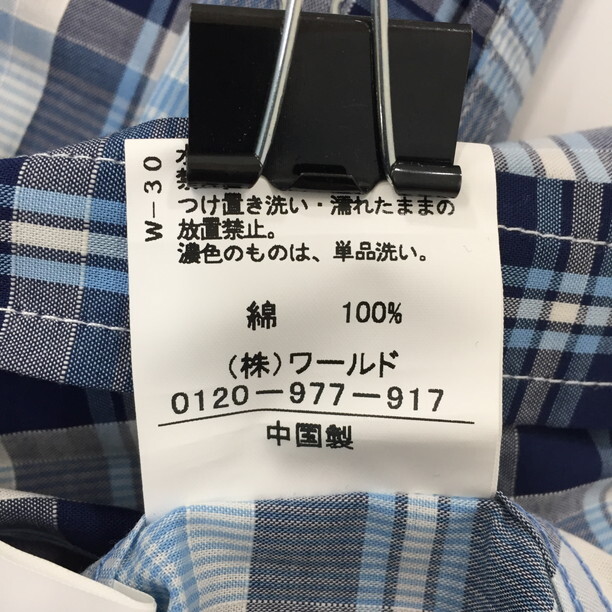 W-30
つけ置き洗い・濡れたままの
放置禁止。
濃色のものは、単品洗い。
綿 100%
(株)ワールド
0120-977-917
中国製